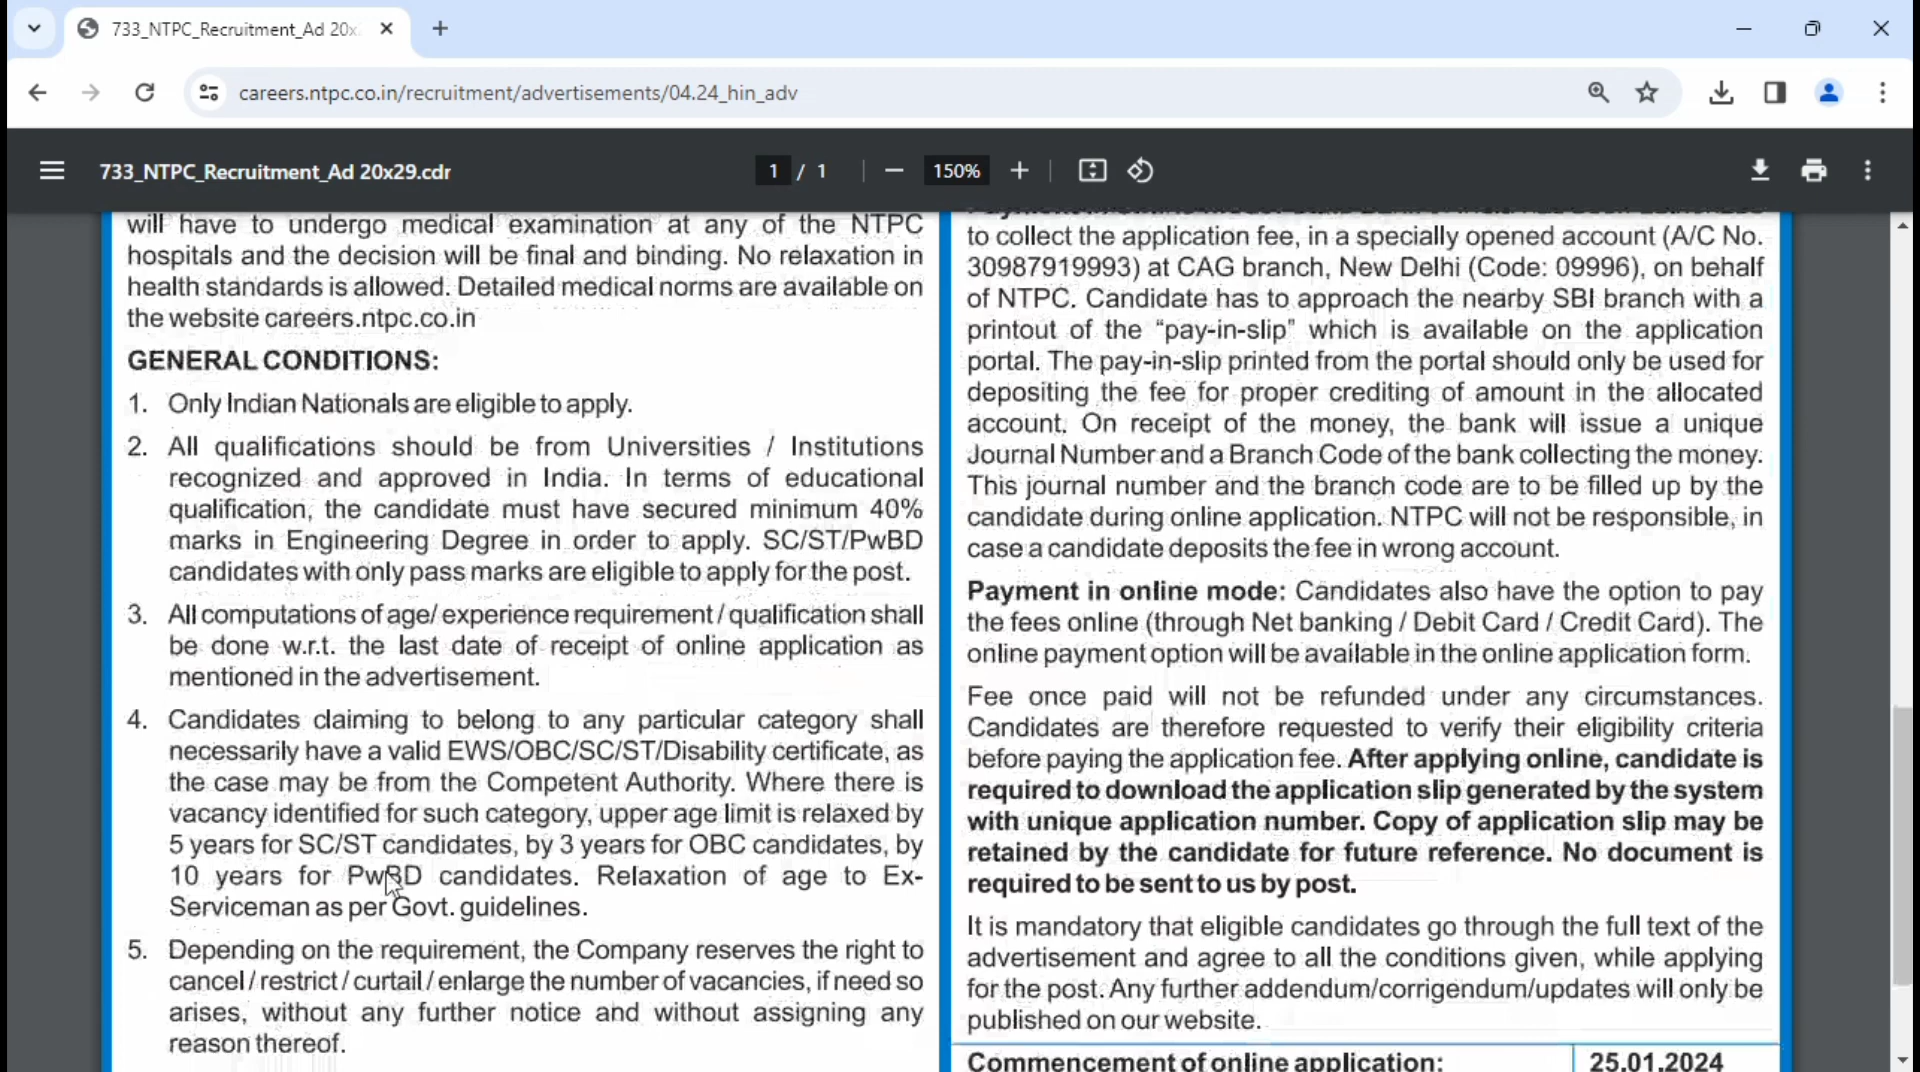 733_NTPC_Recruitment_Ad 20x
careers.ntpc.co.in/recruitment/advertisements/04.24_hin_adv
733_NTPC_Recruitment_Ad 20x29.cdr
1 / 1
150%
will have to undergo medical examination at any of the NTPC
hospitals and the decision will be final and binding. No relaxation in
health standards is allowed. Detailed medical norms are available on
the website careers.ntpc.co.in
GENERAL CONDITIONS:
1. Only Indian Nationals are eligible to apply.
2. All qualifications should be from Universities / Institutions
recognized and approved in India. In terms of educational
qualification, the candidate must have secured minimum 40%
marks in Engineering Degree in order to apply. SC/ST/PwBD
candidates with only pass marks are eligible to apply for the post.
3. All computations of age/ experience requirement / qualification shall
be done w.r.t. the last date of receipt of online application as
mentioned in the advertisement.
4. Candidates claiming to belong to any particular category shall
necessarily have a valid EWS/OBC/SC/ST/Disability certificate, as
the case may be from the Competent Authority. Where there is
vacancy identified for such category, upper age limit is relaxed by
5 years for SC/ST candidates, by 3 years for OBC candidates, by
10 years for PwBD candidates. Relaxation of age to Ex-
Serviceman as per Govt. guidelines.
5. Depending on the requirement, the Company reserves the right to
cancel / restrict / curtail / enlarge the number of vacancies, if need so
arises, without any further notice and without assigning any
reason thereof.
to collect the application fee, in a specially opened account (A/C No.
30987919993) at CAG branch, New Delhi (Code: 09996), on behalf
of NTPC. Candidate has to approach the nearby SBI branch with a
printout of the “pay-in-slip” which is available on the application
portal. The pay-in-slip printed from the portal should only be used for
depositing the fee for proper crediting of amount in the allocated
account. On receipt of the money, the bank will issue a unique
Journal Number and a Branch Code of the bank collecting the money.
This journal number and the branch code are to be filled up by the
candidate during online application. NTPC will not be responsible, in
case a candidate deposits the fee in wrong account.
Payment in online mode: Candidates also have the option to pay
the fees online (through Net banking / Debit Card / Credit Card). The
online payment option will be available in the online application form.
Fee once paid will not be refunded under any circumstances.
Candidates are therefore requested to verify their eligibility criteria
before paying the application fee. After applying online, candidate is
required to download the application slip generated by the system
with unique application number. Copy of application slip may be
retained by the candidate for future reference. No document is
required to be sent to us by post.
It is mandatory that eligible candidates go through the full text of the
advertisement and agree to all the conditions given, while applying
for the post. Any further addendum/corrigendum/updates will only be
published on our website.
Commencement of online application: 25.01.2024